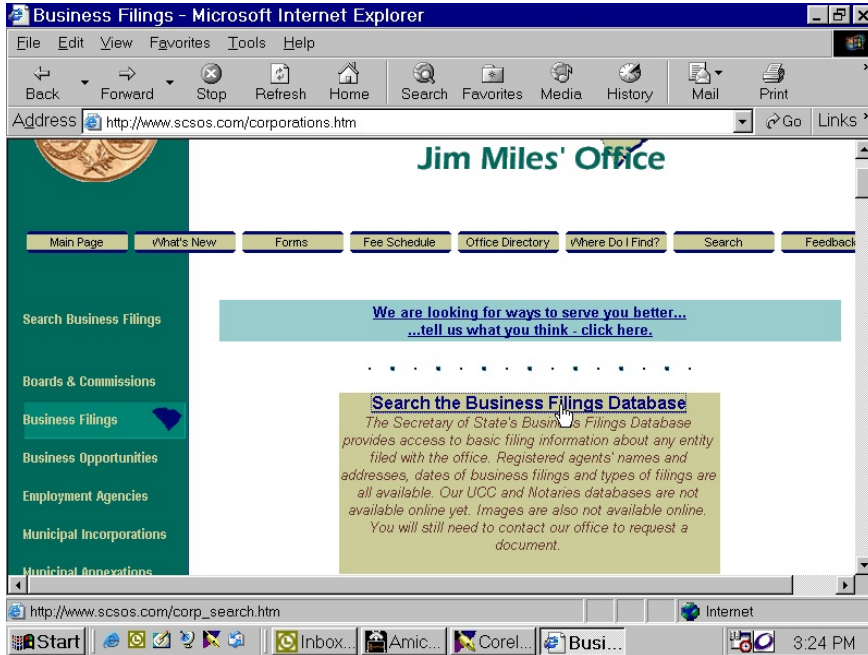 Business Filings - Microsoft Internet Explorer
File Edit View Favorites Tools Help
Back Forward Stop Refresh Home Search Favorites Media History Mail Print
Address http://www.scsos.com/corporations.htm Go Links
Jim Miles' Office
Main Page What's New Forms Fee Schedule Office Directory Where Do I Find? Search Feedback
Search Business Filings
We are looking for ways to serve you better...
...tell us what you think - click here.
Boards & Commissions
Business Filings
Business Opportunities
Employment Agencies
Municipal Incorporations
Municipal Annexations
Search the Business Filings Database
The Secretary of State's Business Filings Database
provides access to basic filing information about any entity
filed with the office. Registered agents' names and
addresses, dates of business filings and types of filings are
all available. Our UCC and Notaries databases are not
available online yet. Images are also not available online.
You will still need to contact our office to request a
document.
http://www.scsos.com/corp_search.htm Internet
Start Inbox... Amic... Corel... Busi... 3:24 PM